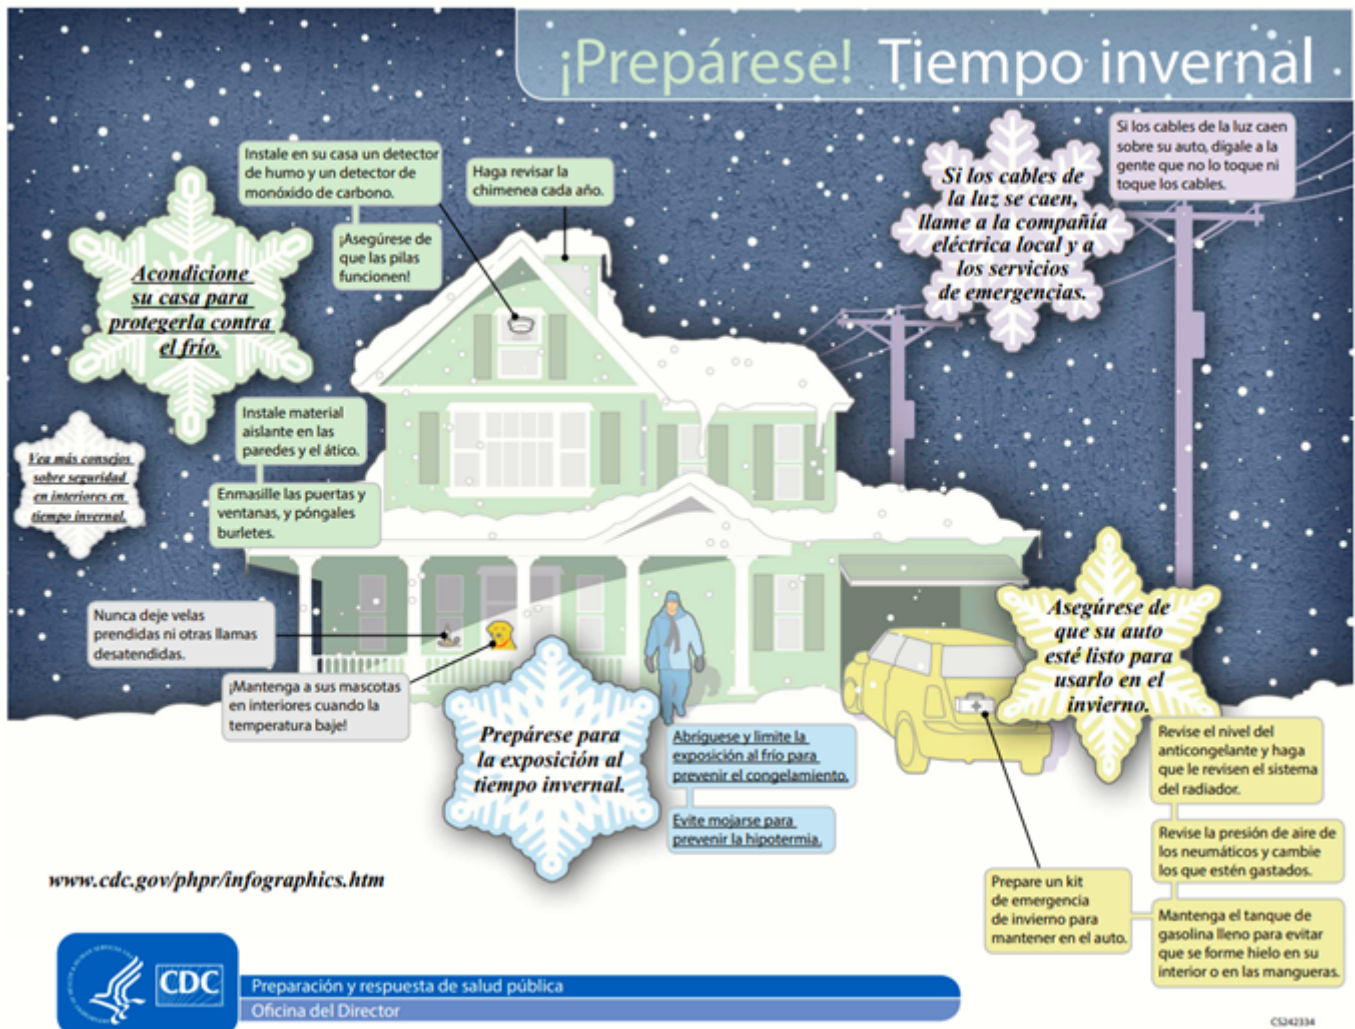 ¡Prepárese! Tiempo invernal
Instale en su casa un detector
de humo y un detector de
monóxido de carbono.
¡Asegúrese de
que las pilas
funcionen!
Haga revisar la
chimenea cada año.
Acondicione
su casa para
protegerla contra
el frío.
Vea más consejos
sobre seguridad
en interiores en
tiempo invernal.
Instale material
aislante en las
paredes y el ático.
Enmasille las puertas y
ventanas, y póngales
burletes.
Si los cables de
la luz se caen,
llame a la compañía
eléctrica local y a
los servicios
de emergencias.
Si los cables de la luz caen
sobre su auto, dígale a la
gente que no lo toque ni
toque los cables.
Nunca deje velas
prendidas ni otras llamas
desatendidas.
¡Mantenga a sus mascotas
en interiores cuando la
temperatura baje!
Prepárese para
la exposición al
tiempo invernal.
Abríguese y limite la
exposición al frío para
prevenir el congelamiento.
Evite mojarse para
prevenir la hipotermia.
Asegúrese de
que su auto
esté listo para
usarlo en el
invierno.
Revise el nivel del
anticongelante y haga
que le revisen el sistema
del radiador.
Revise la presión de aire de
los neumáticos y cambie
los que estén gastados.
Mantenga el tanque de
gasolina lleno para evitar
que se forme hielo en su
interior o en las mangueras.
Prepare un kit
de emergencia
de invierno para
mantener en el auto.
www.cdc.gov/phpr/infographics.htm
CDC
Preparación y respuesta de salud pública
Oficina del Director
CS242334